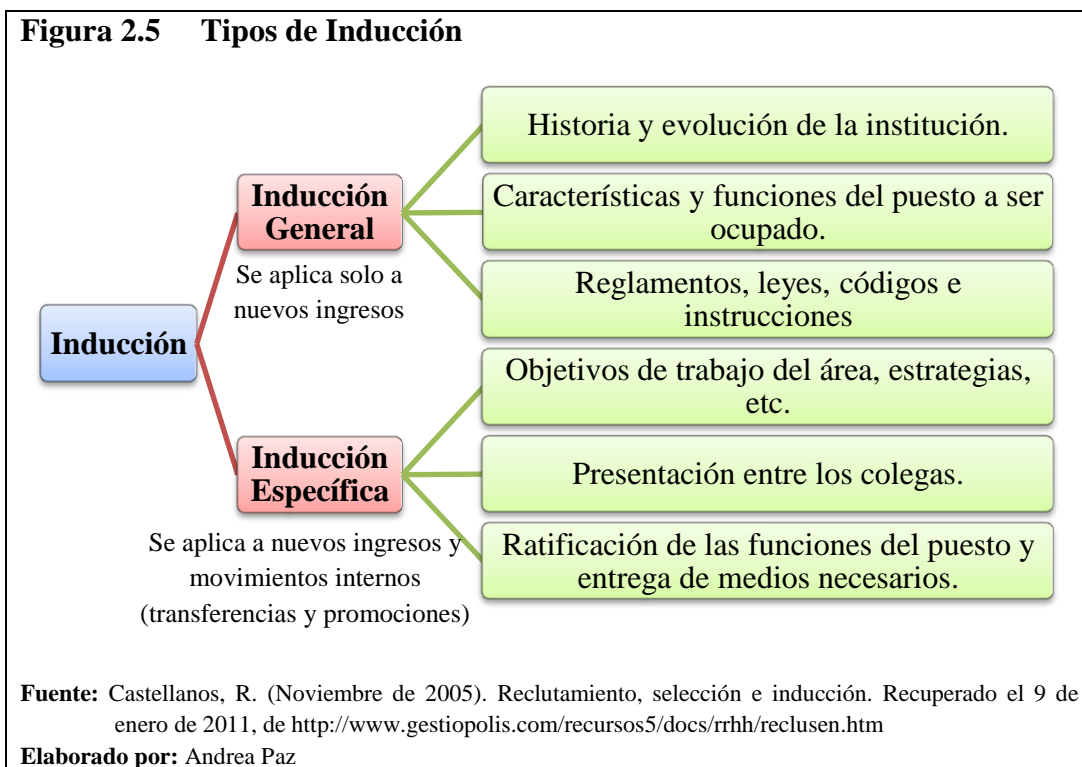 Figura 2.5 Tipos de Inducción
Historia y evolución de la institución.
Inducción
General
Características y funciones del puesto a ser
ocupado.
Se aplica solo a
nuevos ingresos
Reglamentos, leyes, códigos e
instrucciones
Inducción
Objetivos de trabajo del área, estrategias,
etc.
Inducción
Específica
Presentación entre los colegas.
Se aplica a nuevos ingresos y
movimientos internos
(transferencias y promociones)
Ratificación de las funciones del puesto y
entrega de medios necesarios.
Fuente: Castellanos, R. (Noviembre de 2005). Reclutamiento, selección e inducción. Recuperado el 9 de
enero de 2011, de http://www.gestiopolis.com/recursos5/docs/rrhh/reclusen.htm
Elaborado por: Andrea Paz